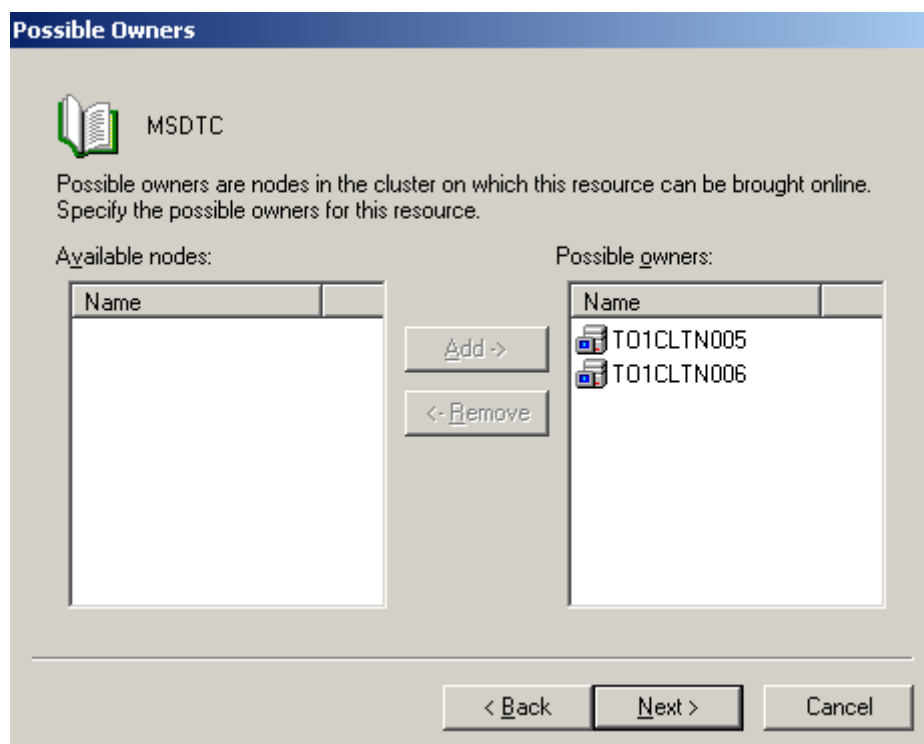 Possible Owners
MSDTC
Possible owners are nodes in the cluster on which this resource can be brought online.
Specify the possible owners for this resource.
Available nodes:
Possible owners:
Name
Name
Add ->
TO1CLTN005
TO1CLTN006
<- Remove
< Back
Next >
Cancel